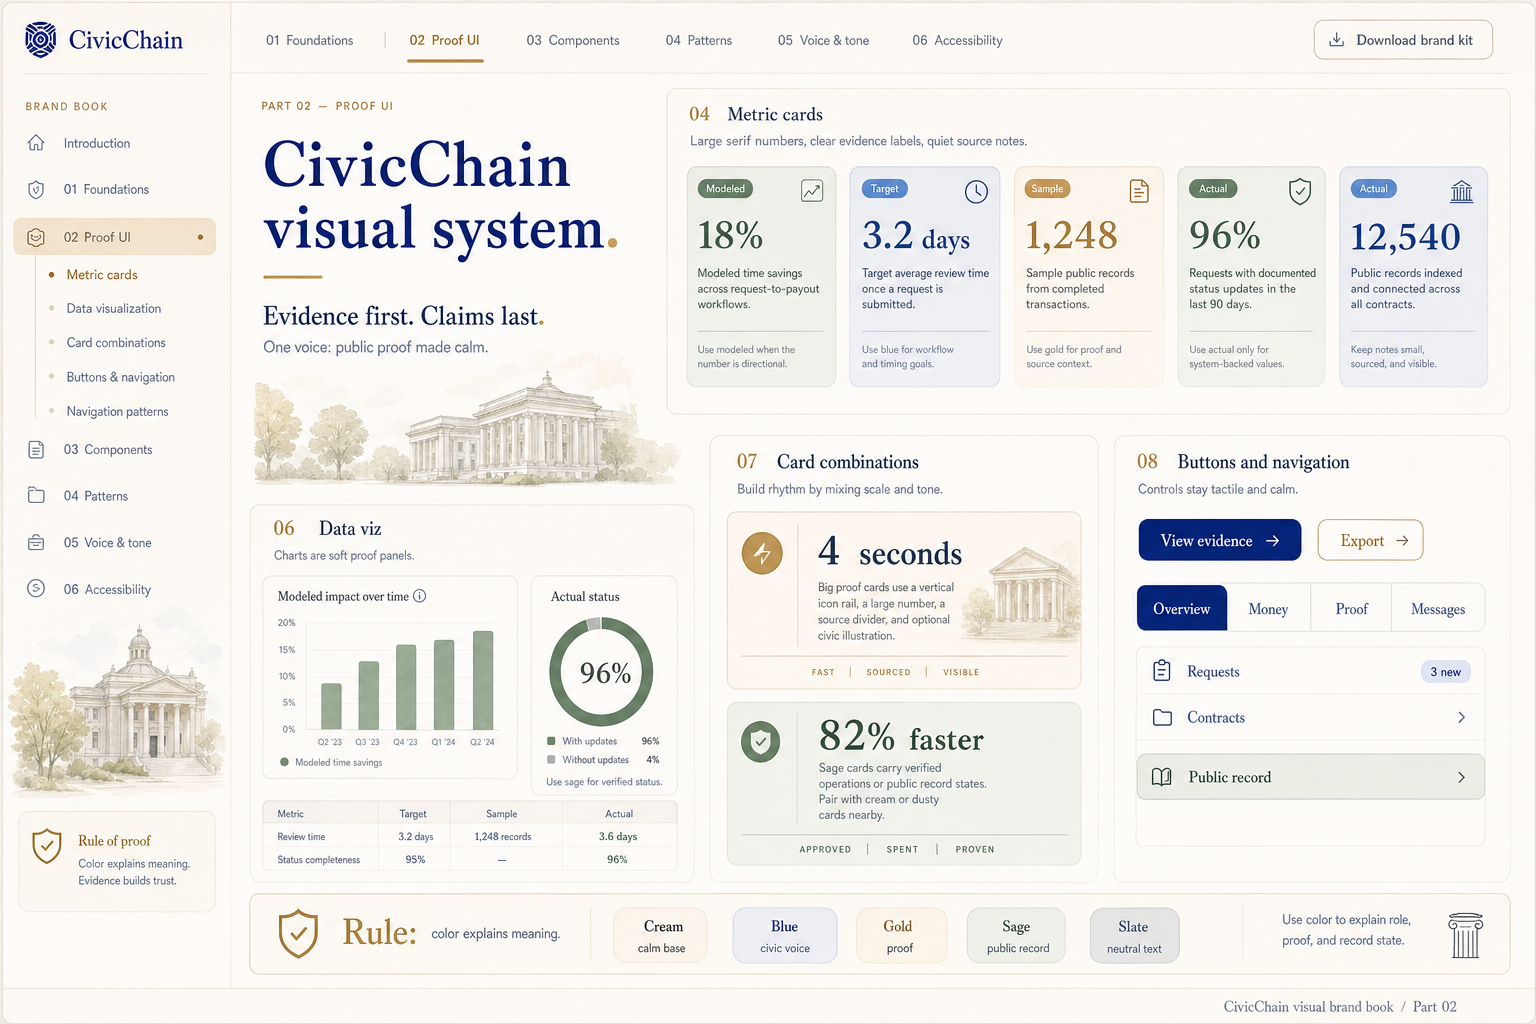 CivicChain
01 Foundations
02 Proof UI
03 Components
04 Patterns
05 Voice & tone
06 Accessibility
Download brand kit
BRAND BOOK
Introduction
01 Foundations
02 Proof UI
Metric cards
Data visualization
Card combinations
Buttons & navigation
Navigation patterns
03 Components
04 Patterns
05 Voice & tone
06 Accessibility
Rule of proof
Color explains meaning.
Evidence builds trust.
PART 02 — PROOF UI
CivicChain
visual system.
Evidence first. Claims last.
One voice: public proof made calm.
04 Metric cards
Large serif numbers, clear evidence labels, quiet source notes.
Modeled
18%
Modeled time savings
across request-to-payout
workflows.
Use modeled when the
number is directional.
Target
3.2 days
Target average review time
once a request is
submitted.
Use blue for workflow
and timing goals.
Sample
1,248
Sample public records
from completed
transactions.
Use gold for proof and
source context.
Actual
96%
Requests with documented
status updates in the
last 90 days.
Use actual only for
system-backed values.
Actual
12,540
Public records indexed
and connected across
all contracts.
Keep notes small,
sourced, and visible.
06 Data viz
Charts are soft proof panels.
Modeled impact over time
20%
15%
10%
5%
0%
Q2 '23 Q3 '23 Q4 '23 Q1 '24 Q2 '24
Modeled time savings
Actual status
96%
With updates 96%
Without updates 4%
Use sage for verified status.
Metric Target Sample Actual
Review time 3.2 days 1,248 records 3.6 days
Status completeness 95% — 96%
07 Card combinations
Build rhythm by mixing scale and tone.
4 seconds
Big proof cards use a vertical
icon rail, a large number, a
source divider, and optional
civic illustration.
FAST | SOURCED | VISIBLE
82% faster
Sage cards carry verified
operations or public record states.
Pair with cream or dusty
cards nearby.
APPROVED | SPENT | PROVEN
08 Buttons and navigation
Controls stay tactile and calm.
View evidence →
Export →
Overview
Money
Proof
Messages
Requests
3 new
Contracts
Public record
Rule: color explains meaning.
Cream
calm base
Blue
civic voice
Gold
proof
Sage
public record
Slate
neutral text
Use color to explain role,
proof, and record state.
CivicChain visual brand book / Part 02